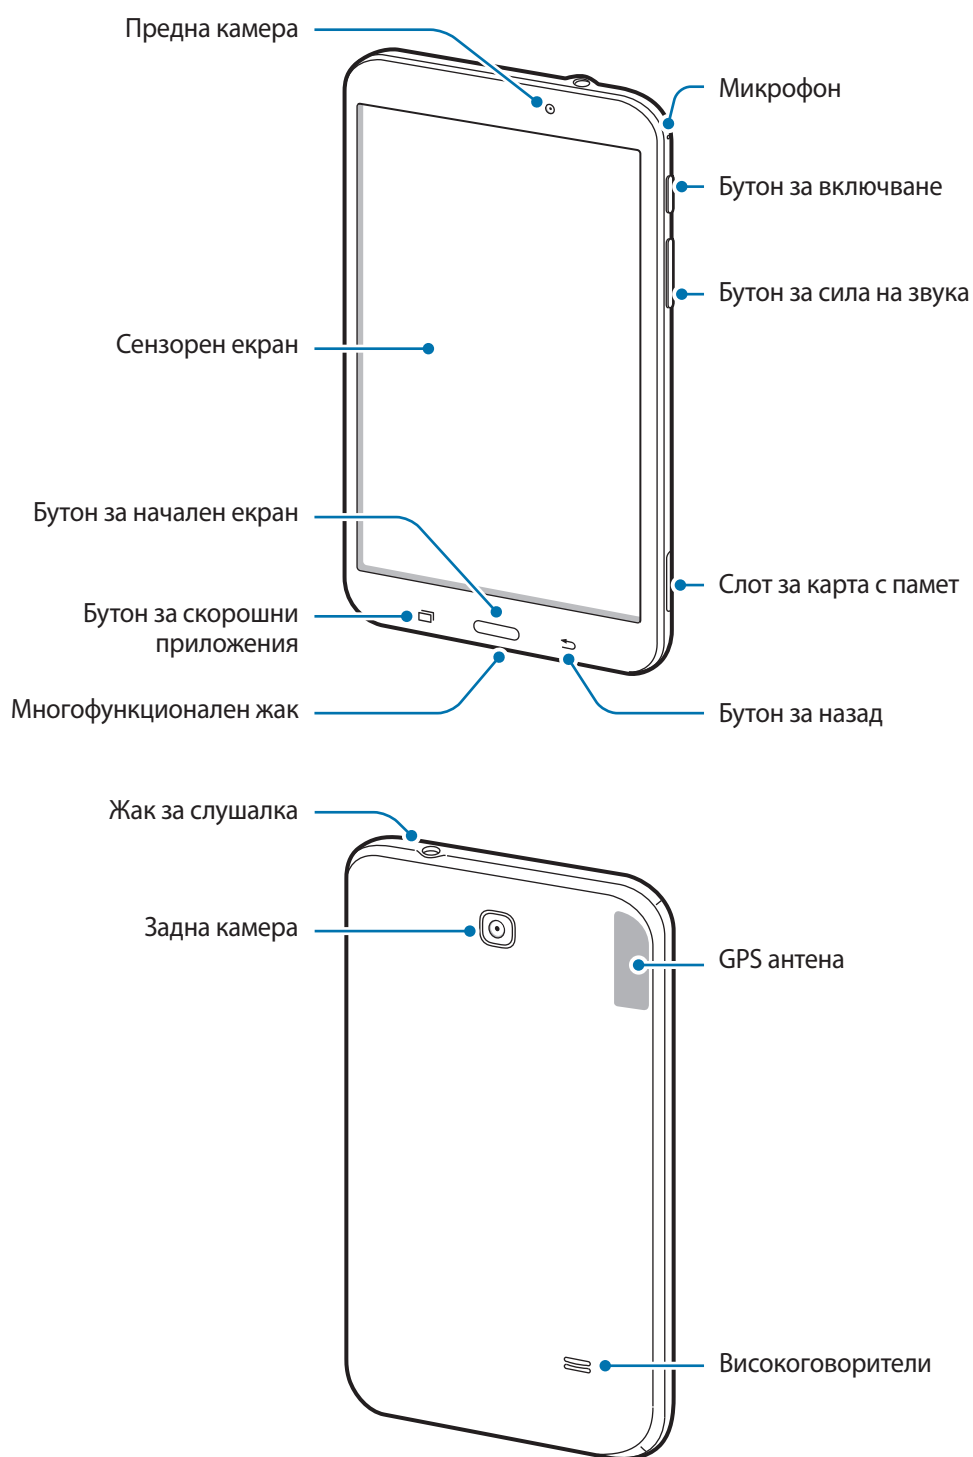 Предна камера
Микрофон
Бутон за включване
Бутон за сила на звука
Сензорен екран
Бутон за начален екран
Слот за карта с памет
Бутон за скорошни
приложения
Многофункционален жак
Бутон за назад
Жак за слушалка
Задна камера
GPS антена
Високоговорители